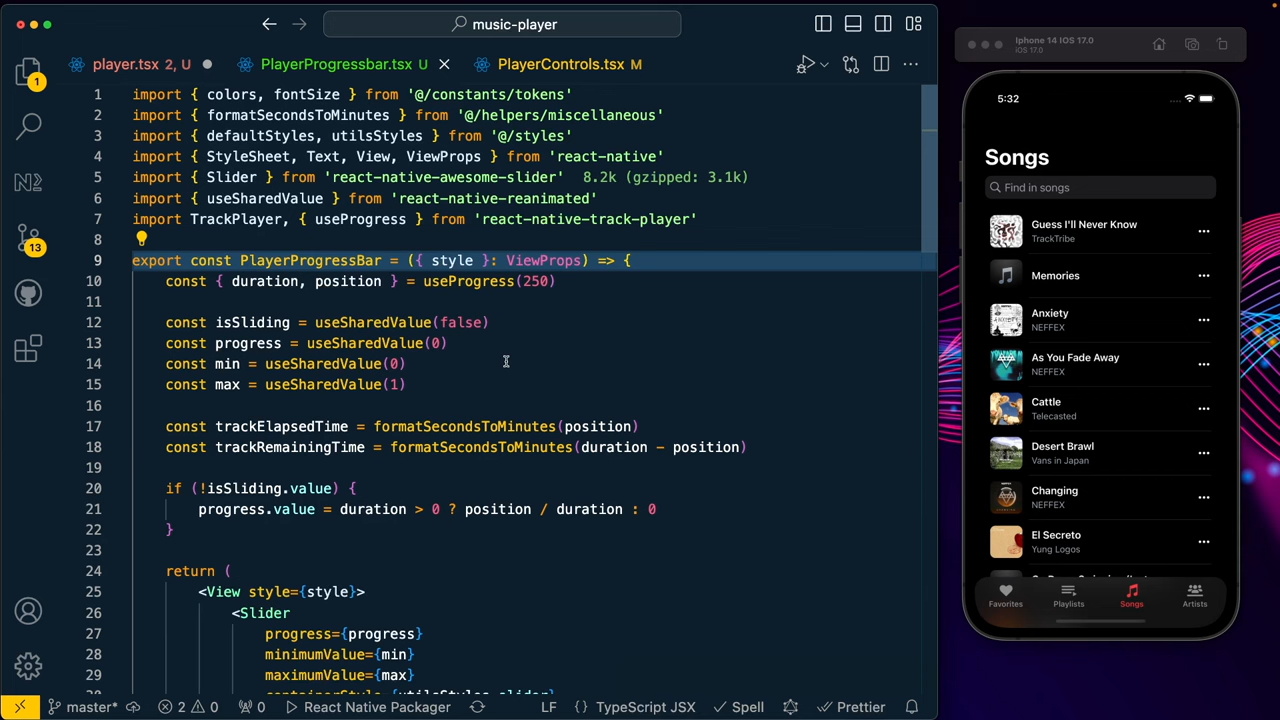 music-player
player.tsx 2, U
PlayerProgressbar.tsx U
PlayerControls.tsx M
1 import { colors, fontSize } from '@/constants/tokens'
2 import { formatSecondsToMinutes } from '@/helpers/miscellaneous'
3 import { defaultStyles, utilsStyles } from '@/styles'
4 import { StyleSheet, Text, View, ViewProps } from 'react-native'
5 import { Slider } from 'react-native-awesome-slider' 8.2k (gzipped: 3.1k)
6 import { useSharedValue } from 'react-native-reanimated'
7 import TrackPlayer, { useProgress } from 'react-native-track-player'
8
9 export const PlayerProgressBar = ({ style }: ViewProps) => {
10 const { duration, position } = useProgress(250)
11
12 const isSliding = useSharedValue(false)
13 const progress = useSharedValue(0)
14 const min = useSharedValue(0)
15 const max = useSharedValue(1)
16
17 const trackElapsedTime = formatSecondsToMinutes(position)
18 const trackRemainingTime = formatSecondsToMinutes(duration - position)
19
20 if (!isSliding.value) {
21 progress.value = duration > 0 ? position / duration : 0
22 }
23
24 return (
25 <View style={style}>
26 <Slider
27 progress={progress}
28 minimumValue={min}
29 maximumValue={max}
30 containerStyle={utilsStyles.slider}
1
13
master*
2 0
0
React Native Packager
LF
{ } TypeScript JSX
Spell
Prettier
Iphone 14 IOS 17.0
iOS 17.0
5:32
Songs
Find in songs
Guess I'll Never Know
TrackTribe
Memories
Anxiety
NEFFEX
As You Fade Away
NEFFEX
Cattle
Telecasted
Desert Brawl
Vans in Japan
Changing
NEFFEX
El Secreto
Yung Logos
Favorites
Playlists
Songs
Artists